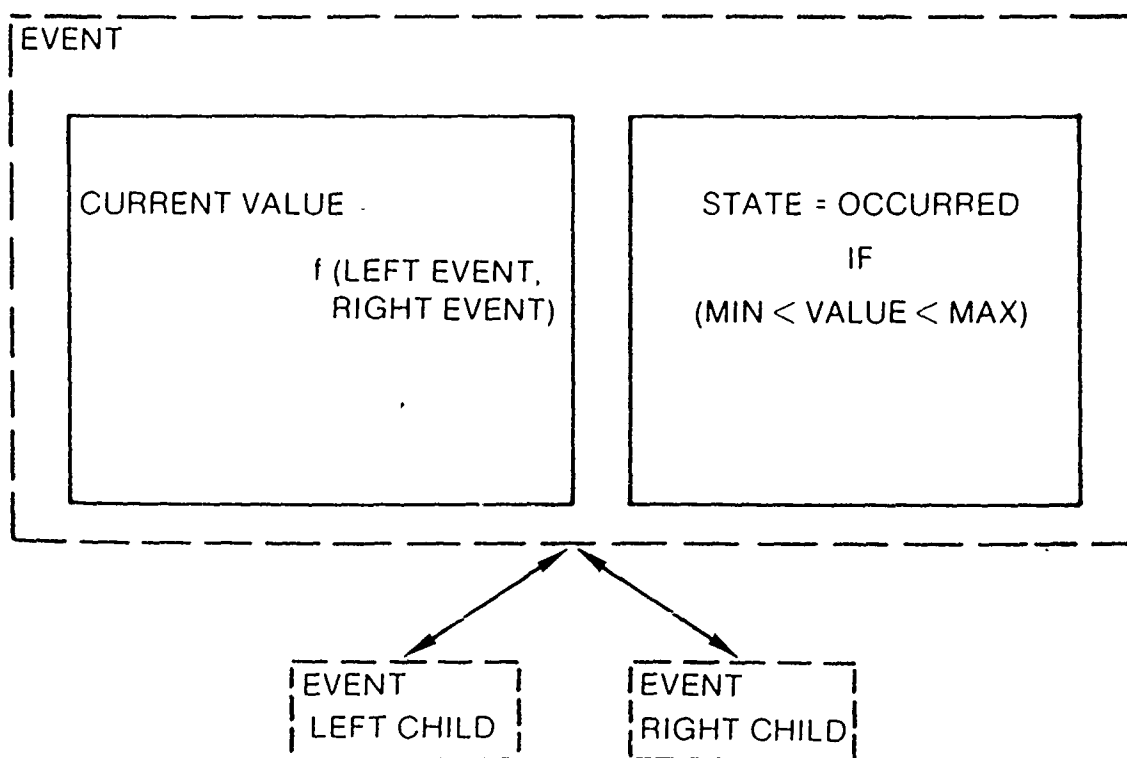 EVENT
CURRENT VALUE
f (LEFT EVENT,
RIGHT EVENT)
STATE = OCCURRED
IF
(MIN < VALUE < MAX)
EVENT
LEFT CHILD
EVENT
RIGHT CHILD